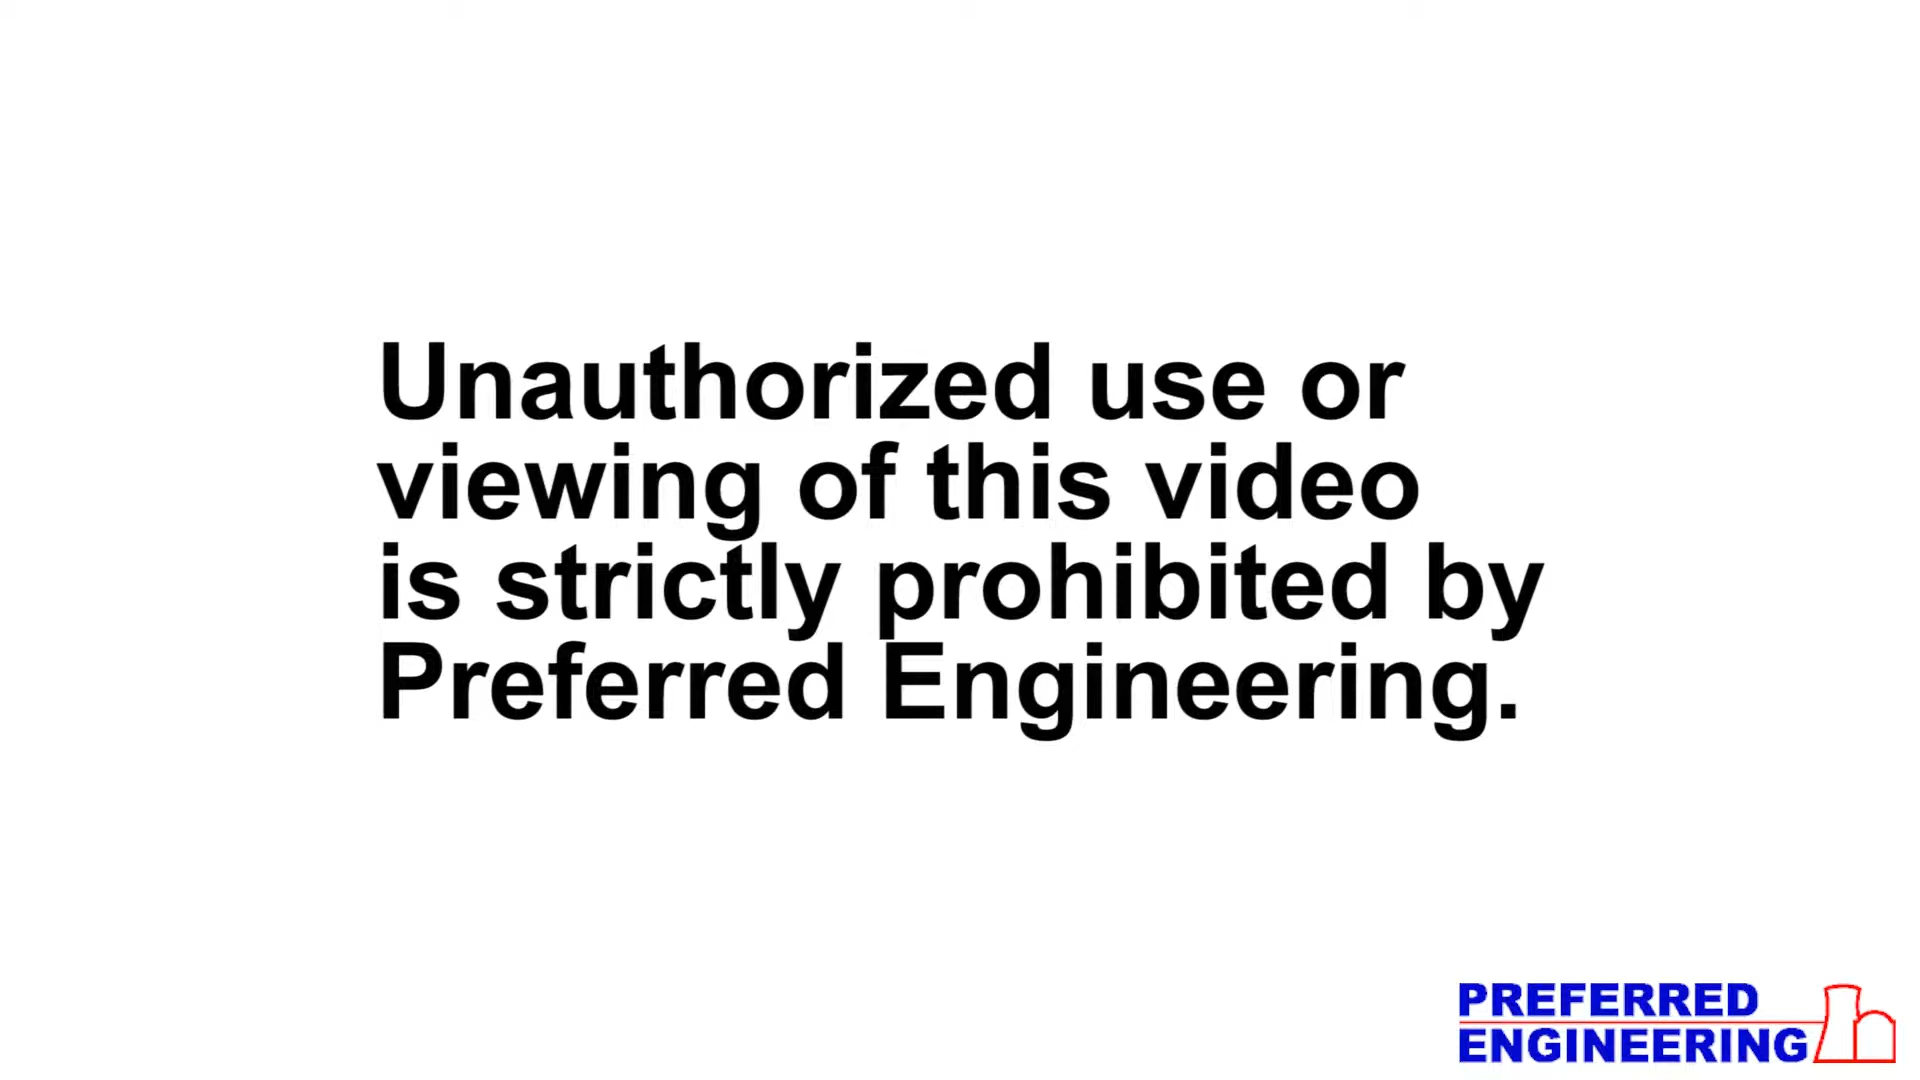 Unauthorized use or
viewing of this video
is strictly prohibited by
Preferred Engineering.
PREFERRED
ENGINEERING